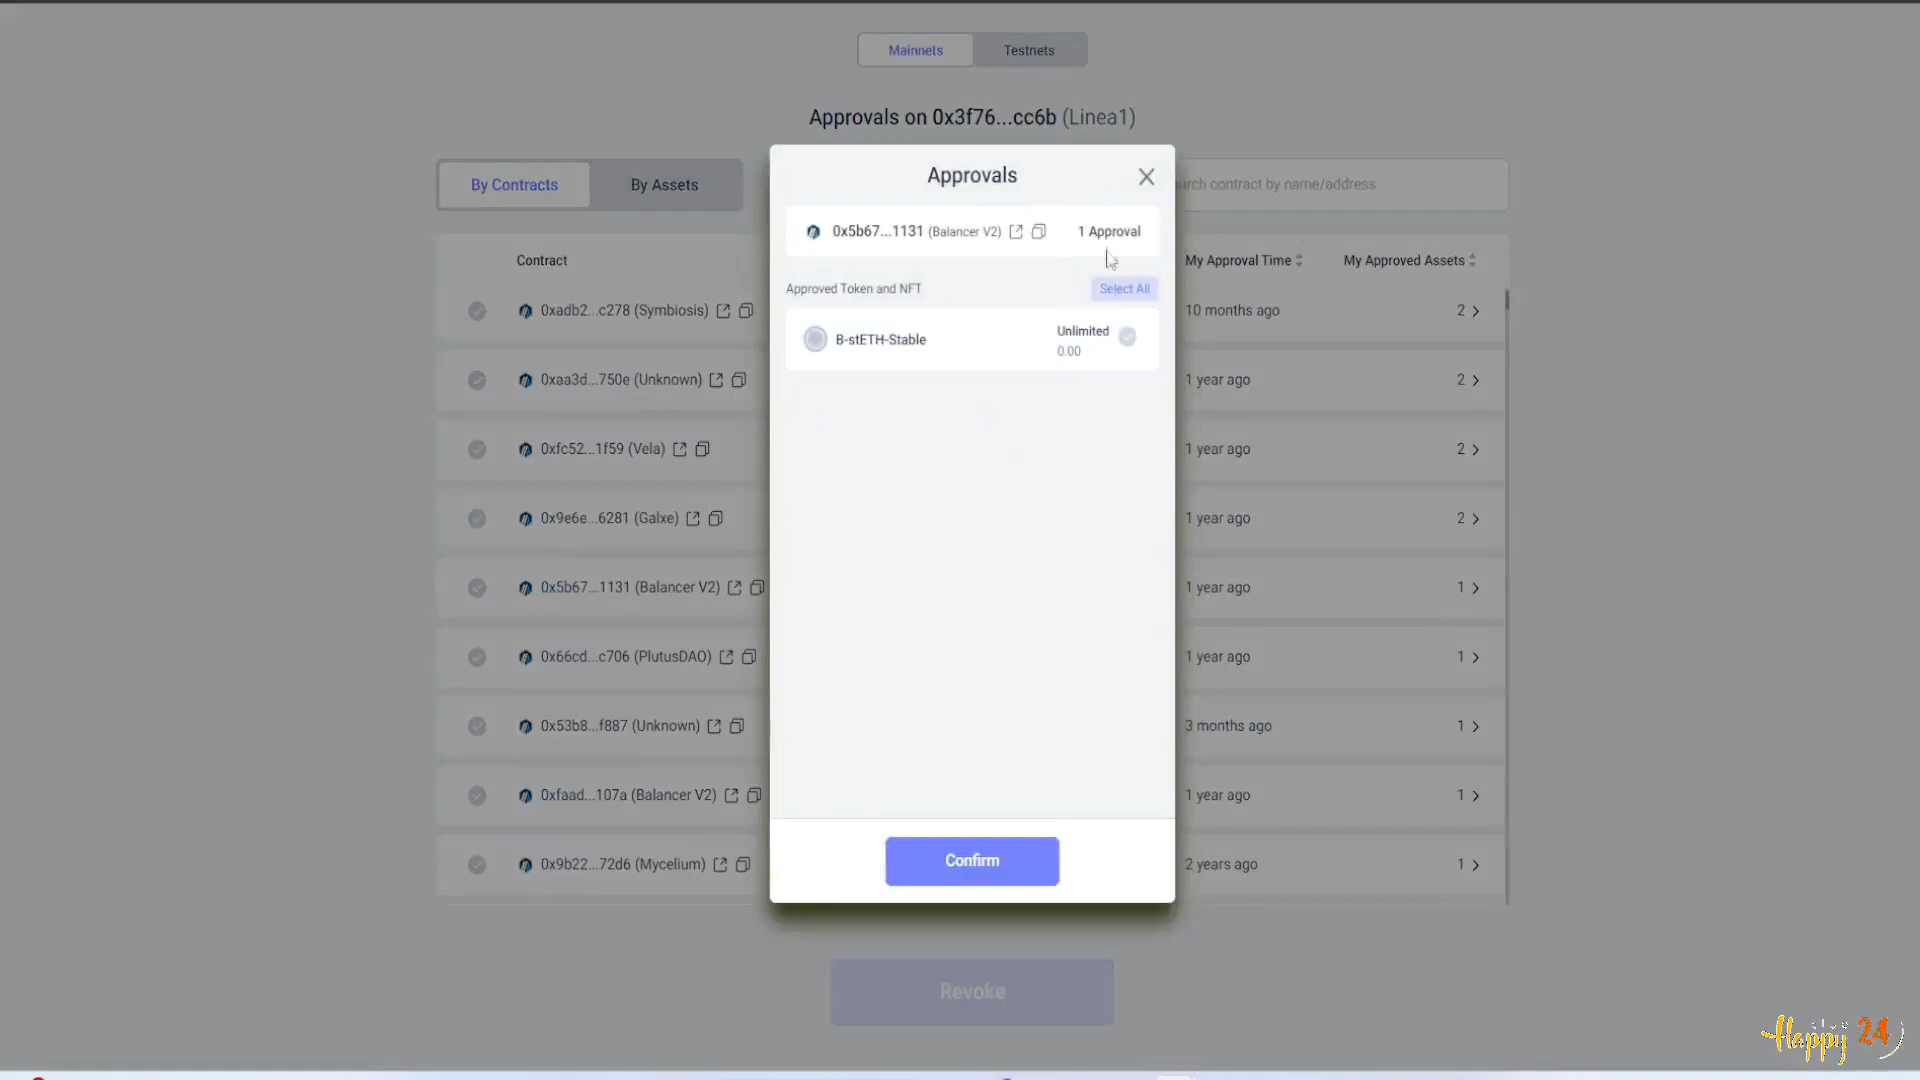 Mainnets Testnets
Approvals on 0x3f76...cc6b (Linea1)
By Contracts By Assets
rch contract by name/address
Approvals
0x5b67...1131 (Balancer V2) 1 Approval
Approved Token and NFT Select All
B-stETH-Stable Unlimited
0.00
Confirm
Contract My Approval Time My Approved Assets
0xadb2...c278 (Symbiosis) 10 months ago 2
0xaa3d...750e (Unknown) 1 year ago 2
0xfc52...1f59 (Vela) 1 year ago 2
0x9e6e...6281 (Galxe) 1 year ago 2
0x5b67...1131 (Balancer V2) 1 year ago 1
0x66cd...c706 (PlutusDAO) 1 year ago 1
0x53b8...f887 (Unknown) 3 months ago 1
0xfaad...107a (Balancer V2) 1 year ago 1
0x9b22...72d6 (Mycelium) 2 years ago 1
Revoke
Happy 24